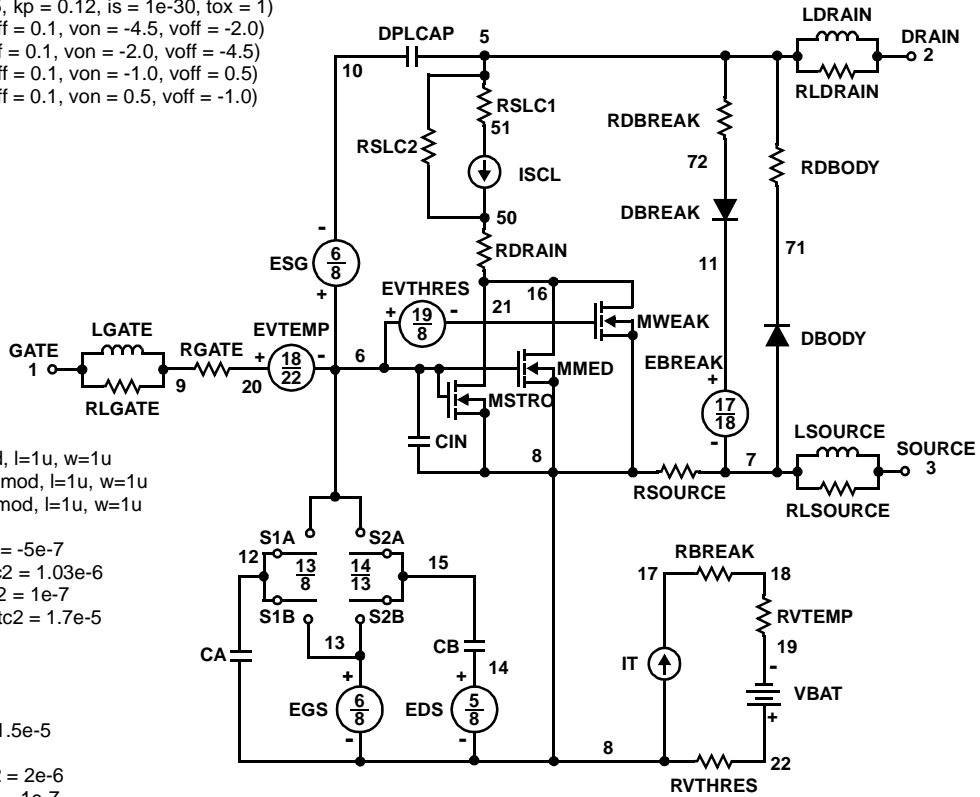 , kp = 0.12, is = 1e-30, tox = 1)
ff = 0.1, von = -4.5, voff = -2.0)
f = 0.1, von = -2.0, voff = -4.5)
ff = 0.1, von = -1.0, voff = 0.5)
ff = 0.1, von = 0.5, voff = -1.0)
LDRAIN
DPLCAP
5
DRAIN
2
10
RLDRAIN
RSLC1
51
RDBREAK
RSLC2
ISCL
72
RDBODY
50
DBREAK
RDRAIN
71
-
ESG
6
8
+
11
EVTHRES
16
21
+
19
8
-
MWEAK
LGATE
EVTEMP
GATE
1
RGATE
+
18
22
-
6
MMED
EBREAK
DBODY
9
20
+
MSTRO
RLGATE
17
18
-
CIN
LSOURCE
8
7
SOURCE
3
RSOURCE
RLSOURCE
d, l=1u, w=1u
mod, l=1u, w=1u
mod, l=1u, w=1u
= -5e-7
c2 = 1.03e-6
2 = 1e-7
tc2 = 1.7e-5
S1A
S2A
12
13
8
14
13
15
S1B
S2B
RBREAK
17
18
RVTEMP
13
CA
CB
19
14
-
IT
VBAT
+
+
EGS
6
8
EDS
5
8
-
-
+
1.5e-5
8
22
RVTHRES
= 2e-6